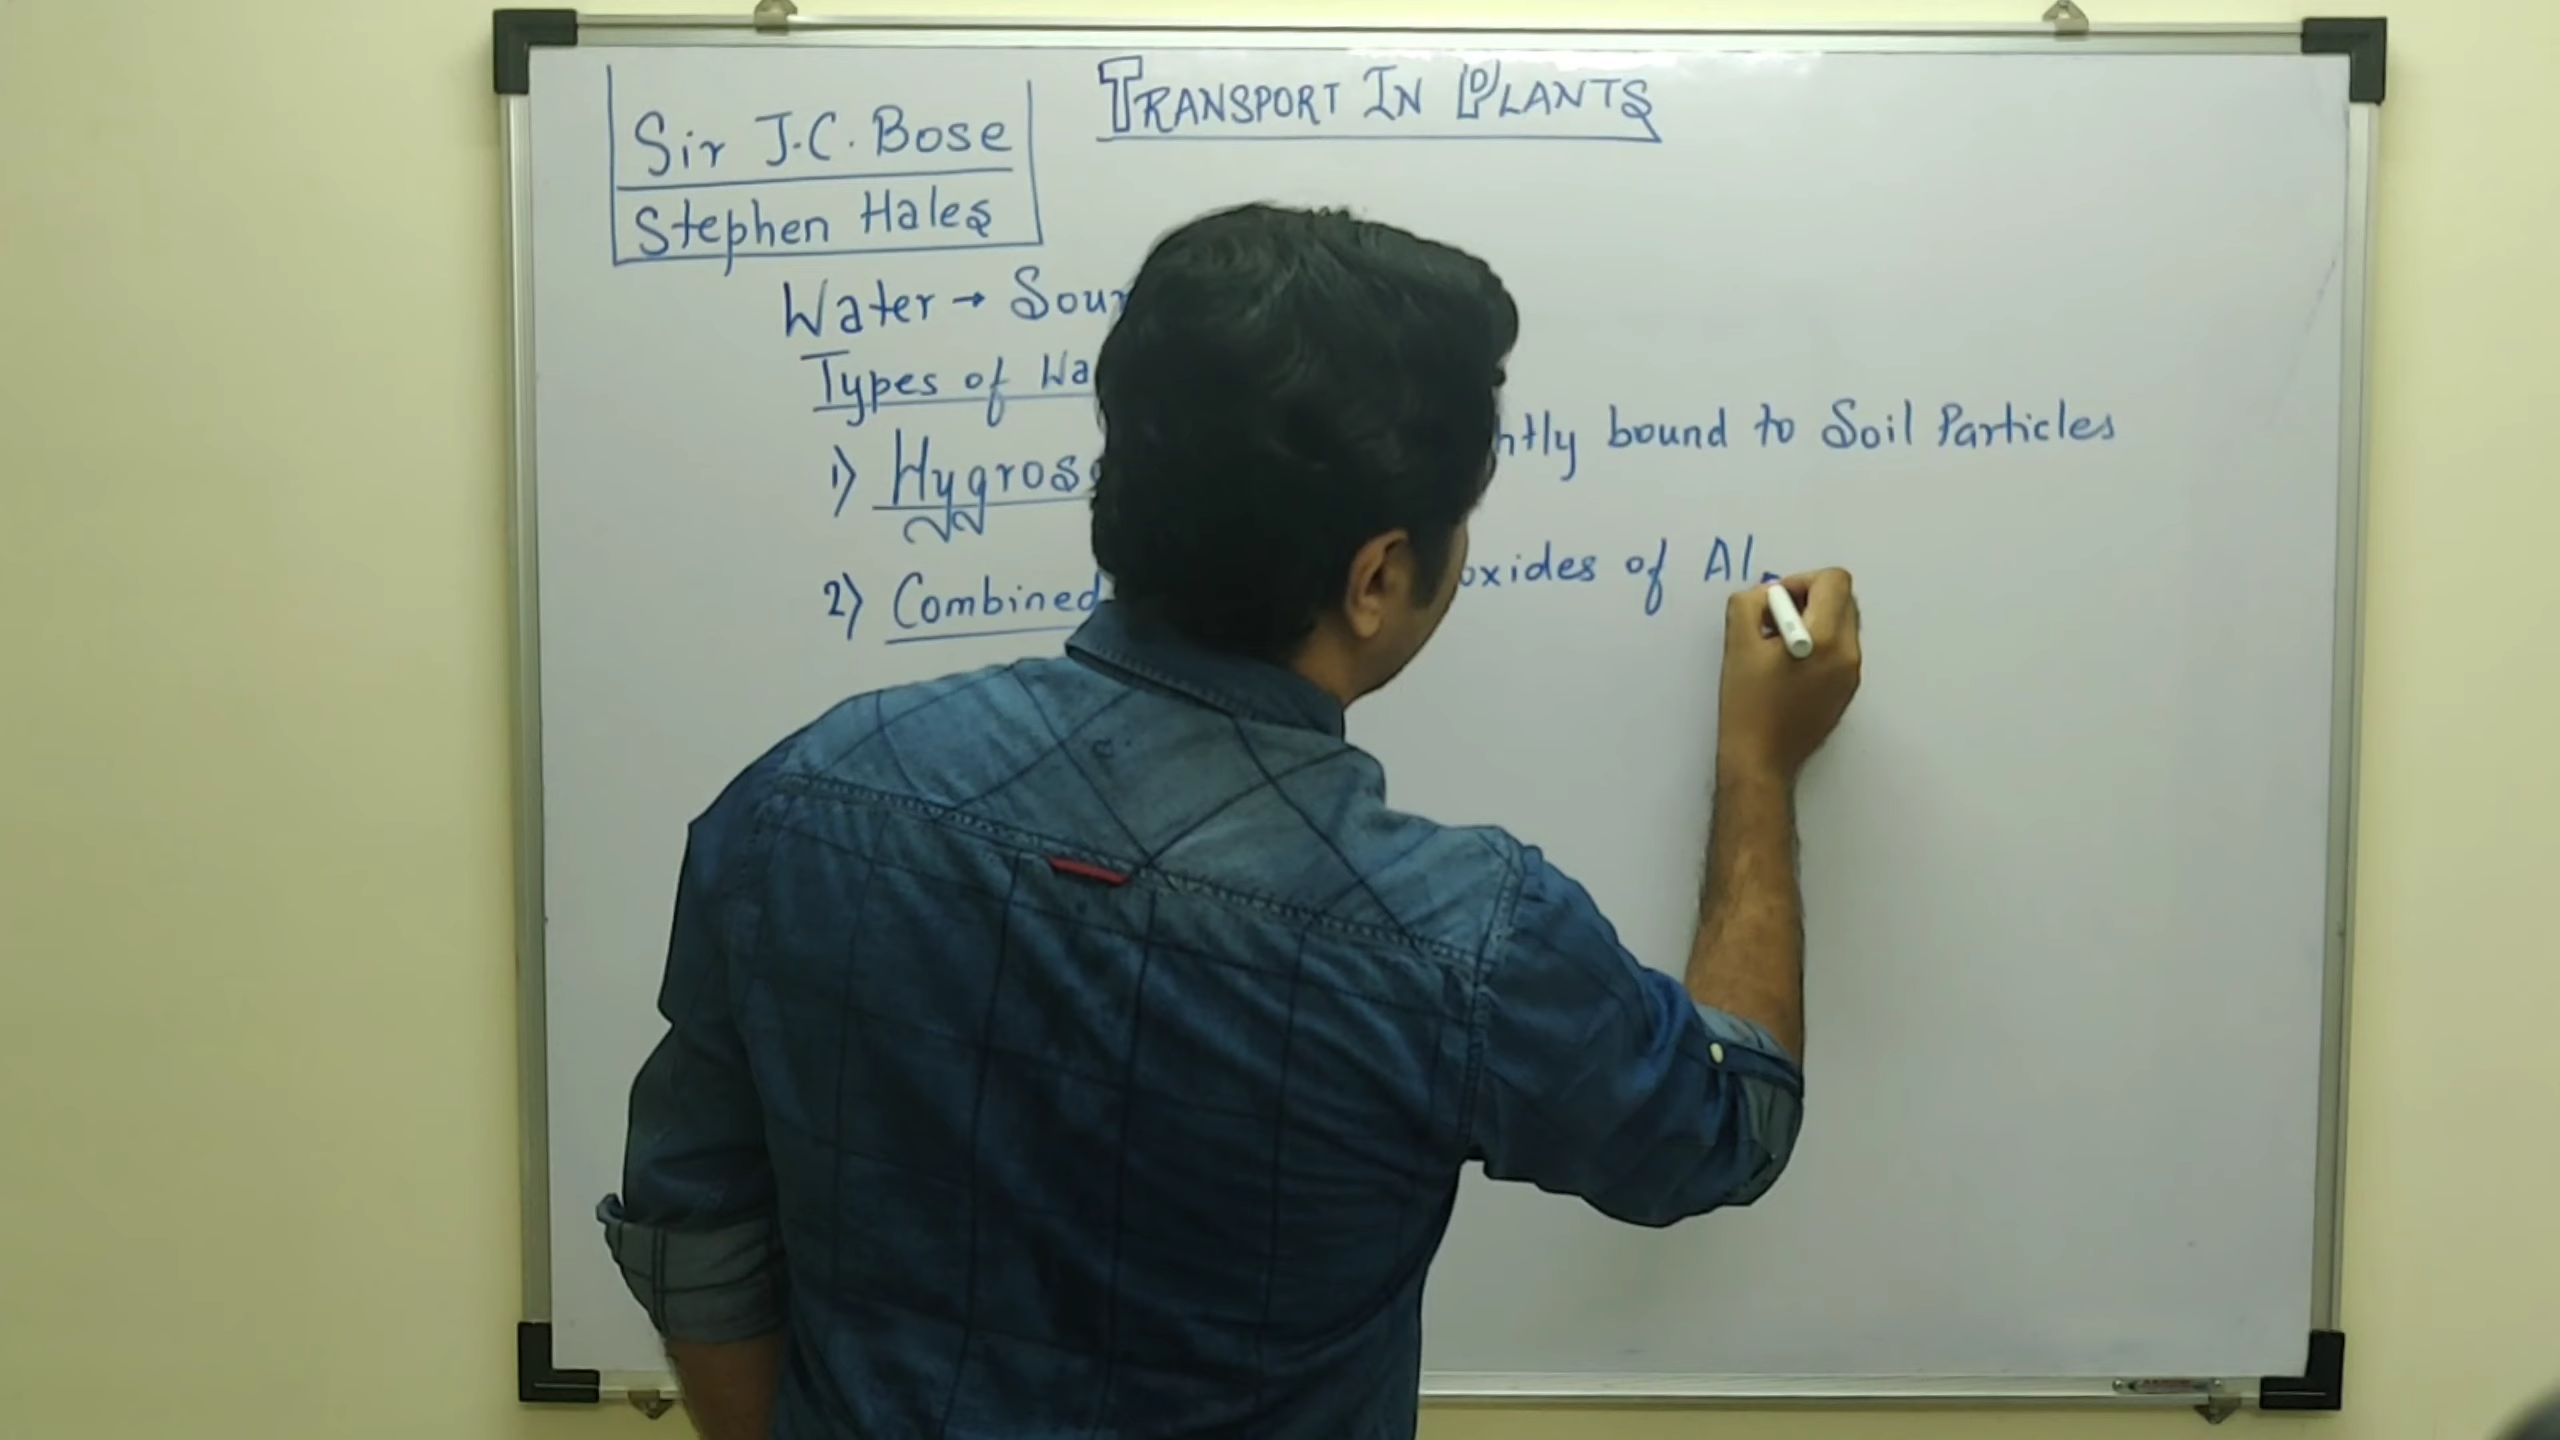 TRANSPORT IN PLANTS
Sir J.C. Bose
Stephen Hales
Water → Sour
Types of Wa
1) Hygros htly bound to Soil Particles
2) Combined oxides of Al